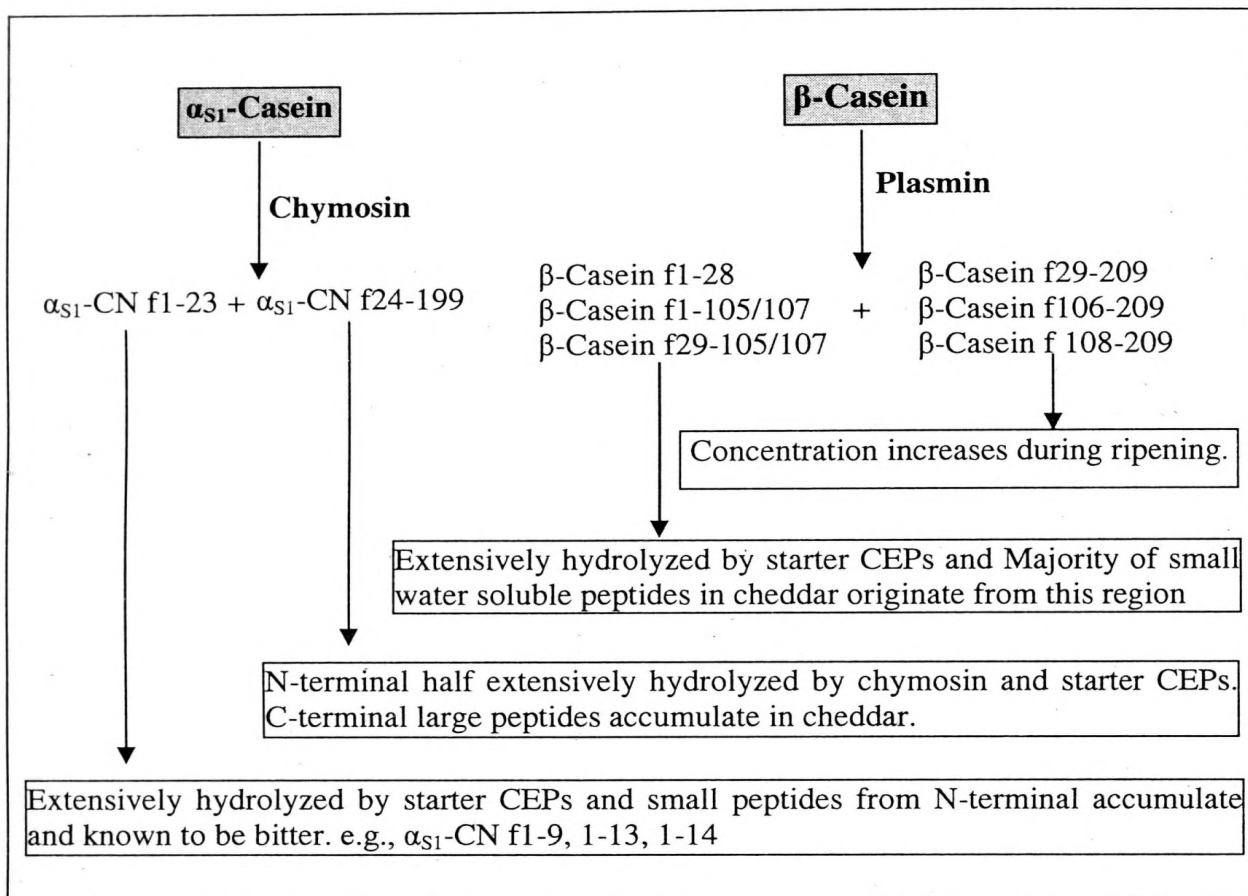 α_S1-Casein
β-Casein
Chymosin
Plasmin
α_S1-CN f1-23 + α_S1-CN f24-199
β-Casein f1-28
β-Casein f1-105/107
β-Casein f29-105/107
+
β-Casein f29-209
β-Casein f106-209
β-Casein f 108-209
Concentration increases during ripening.
Extensively hydrolyzed by starter CEPs and Majority of small
water soluble peptides in cheddar originate from this region
N-terminal half extensively hydrolyzed by chymosin and starter CEPs.
C-terminal large peptides accumulate in cheddar.
Extensively hydrolyzed by starter CEPs and small peptides from N-terminal accumulate
and known to be bitter. e.g., α_S1-CN f1-9, 1-13, 1-14